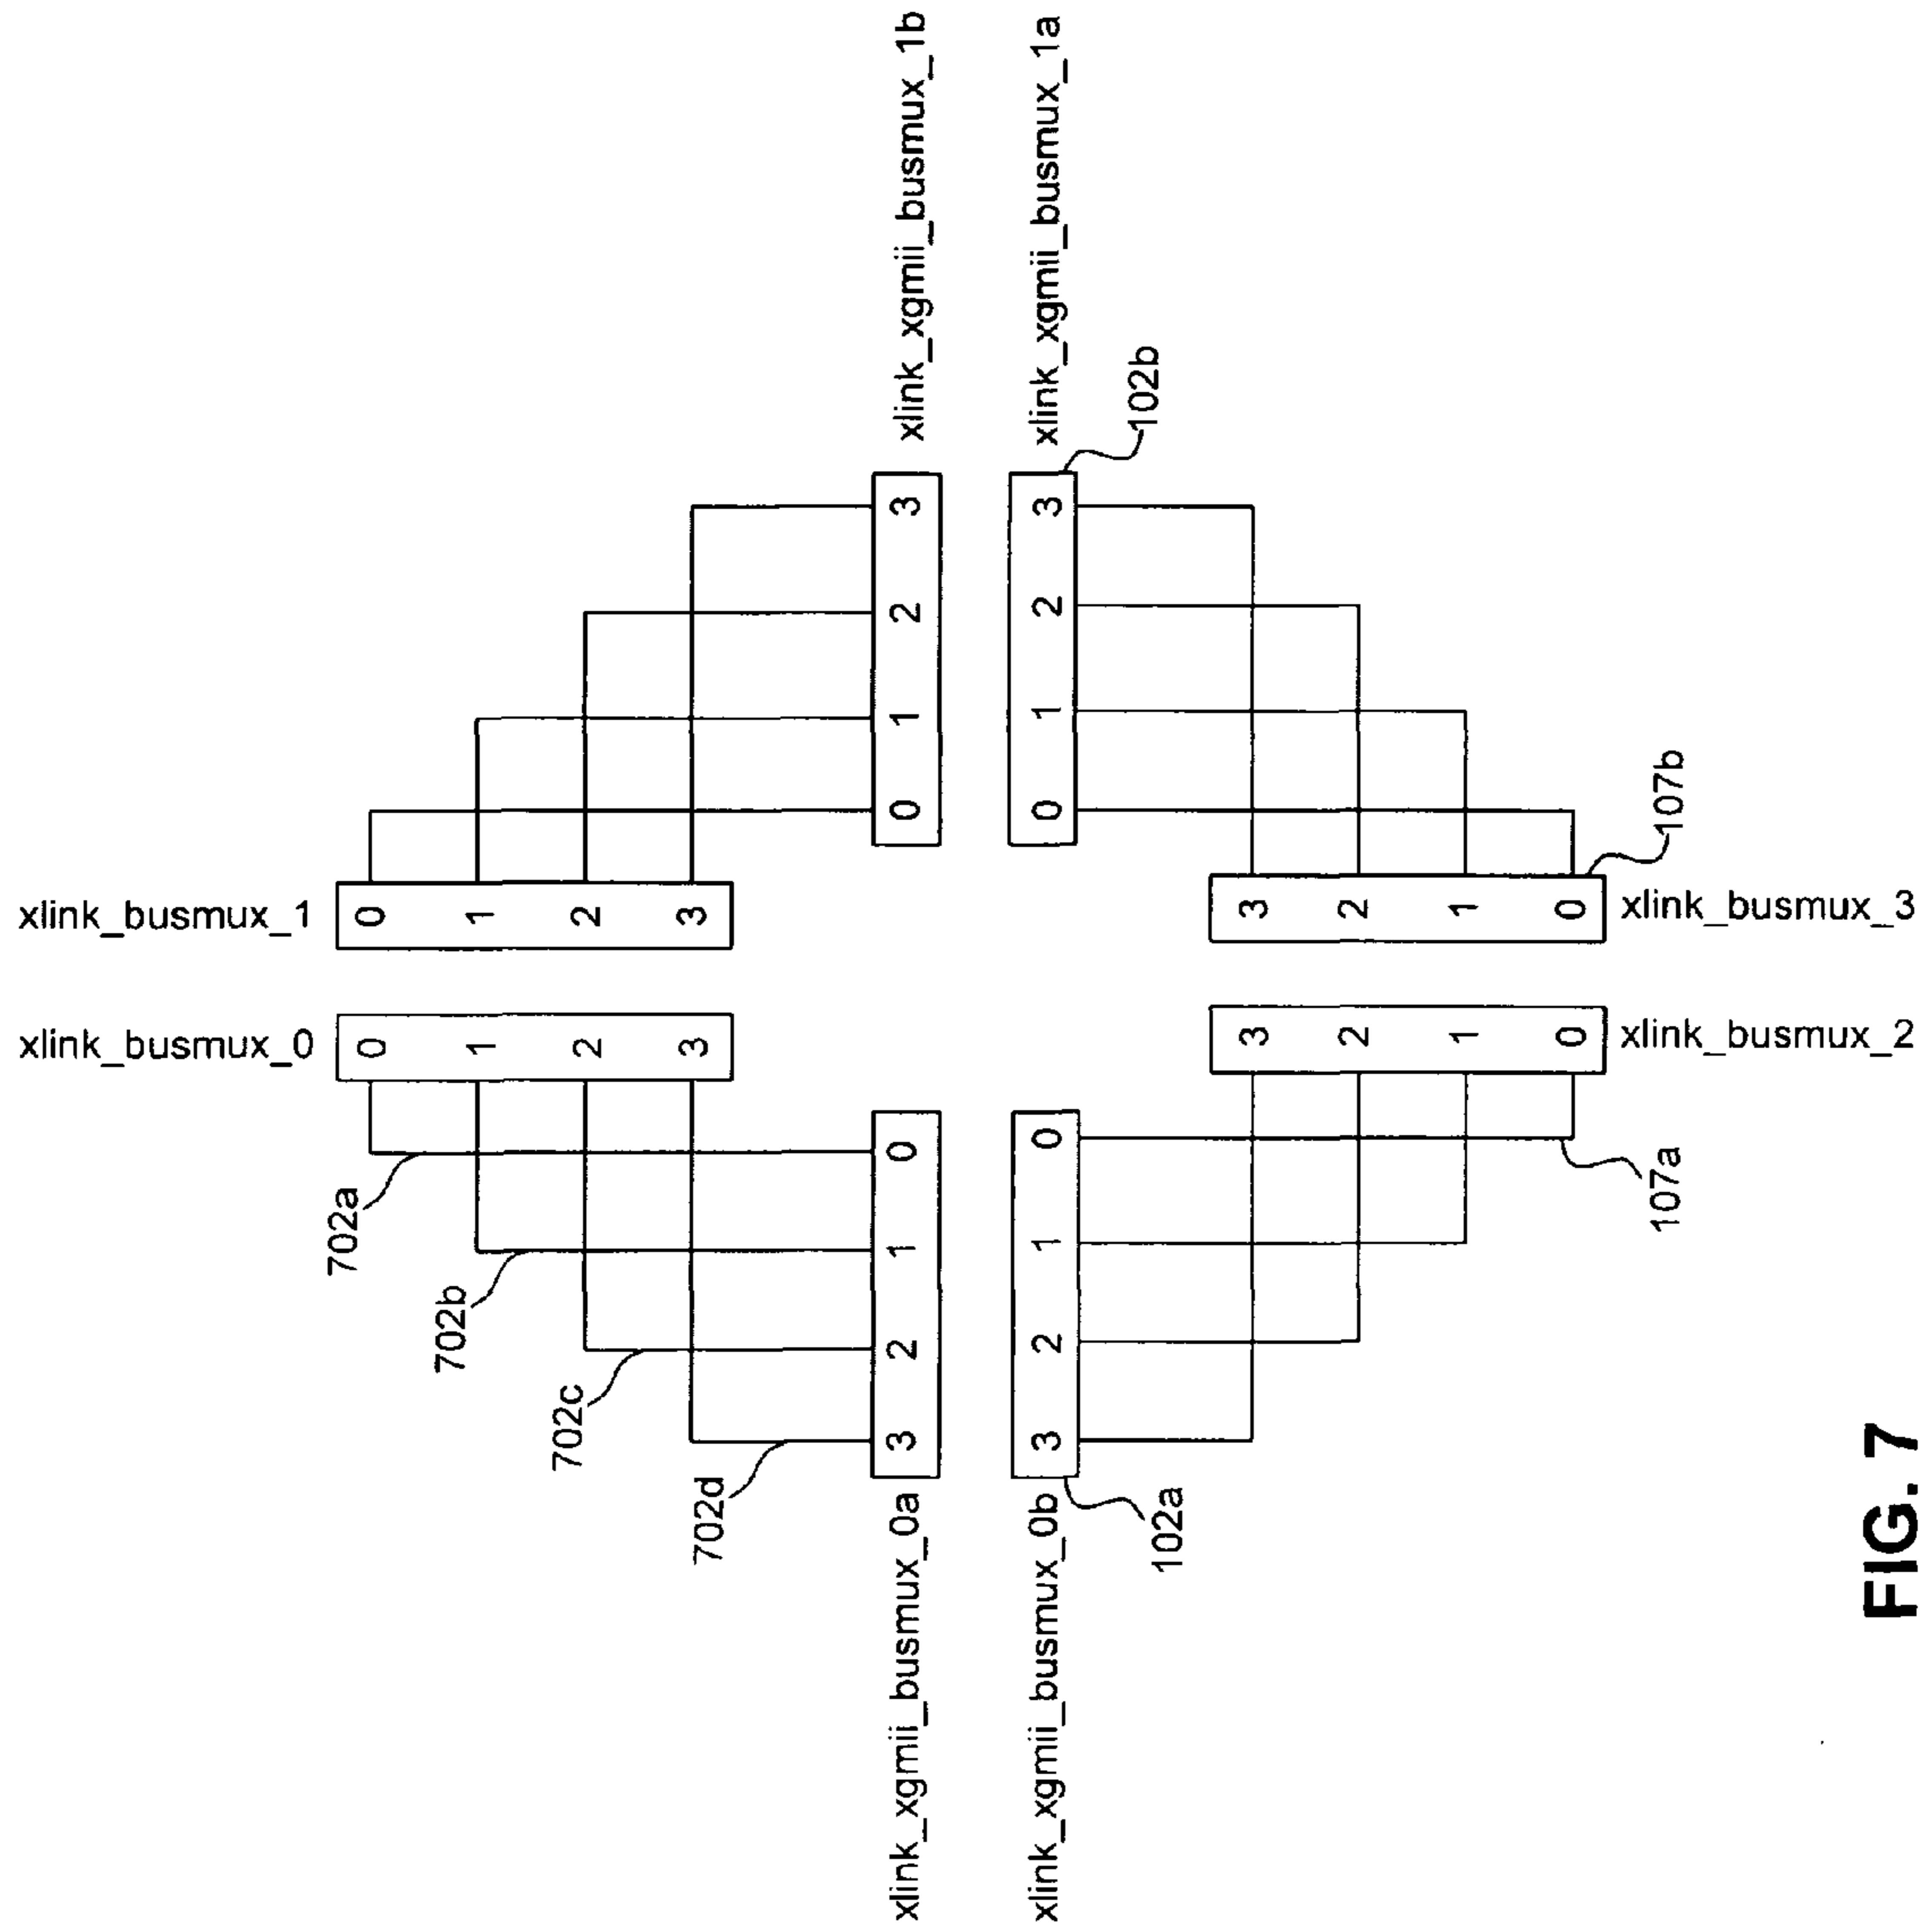 xlink_busmux_1
0
1
2
3
xlink_busmux_0
0
1
2
3
702a
702b
702c
702d
xlink_xgmii_busmux_1b
0
1
2
3
xlink_xgmii_busmux_0a
3
2
1
0
xlink_xgmii_busmux_1a
0
1
2
3
102b
xlink_xgmii_busmux_0b
3
2
1
0
102a
3
2
1
0
xlink_busmux_3
107b
3
2
1
0
xlink_busmux_2
107a
FIG. 7